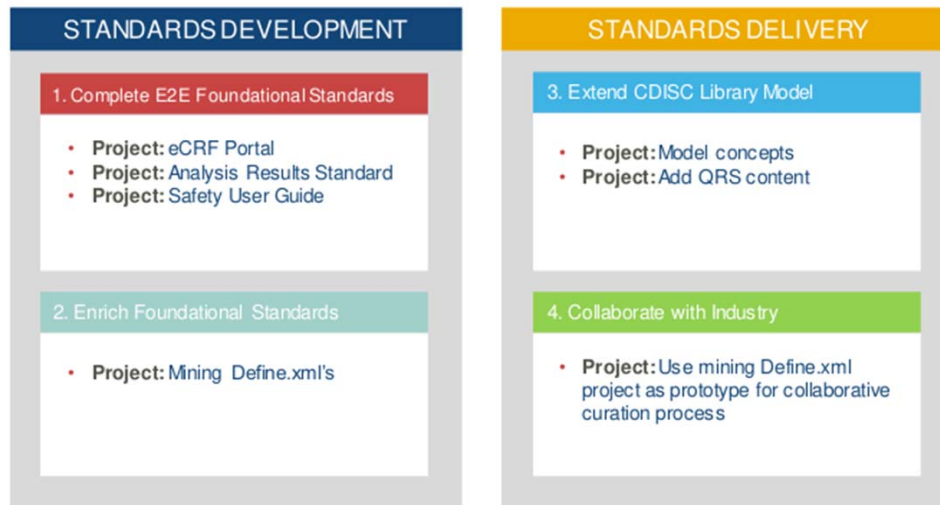 STANDARDS DEVELOPMENT
1. Complete E2E Foundational Standards
• Project: eCRF Portal
• Project: Analysis Results Standard
• Project: Safety User Guide
2. Enrich Foundational Standards
• Project: Mining Define.xml's
STANDARDS DELIVERY
3. Extend CDISC Library Model
• Project: Model concepts
• Project: Add QRS content
4. Collaborate with Industry
• Project: Use mining Define.xml
project as prototype for collaborative
curation process